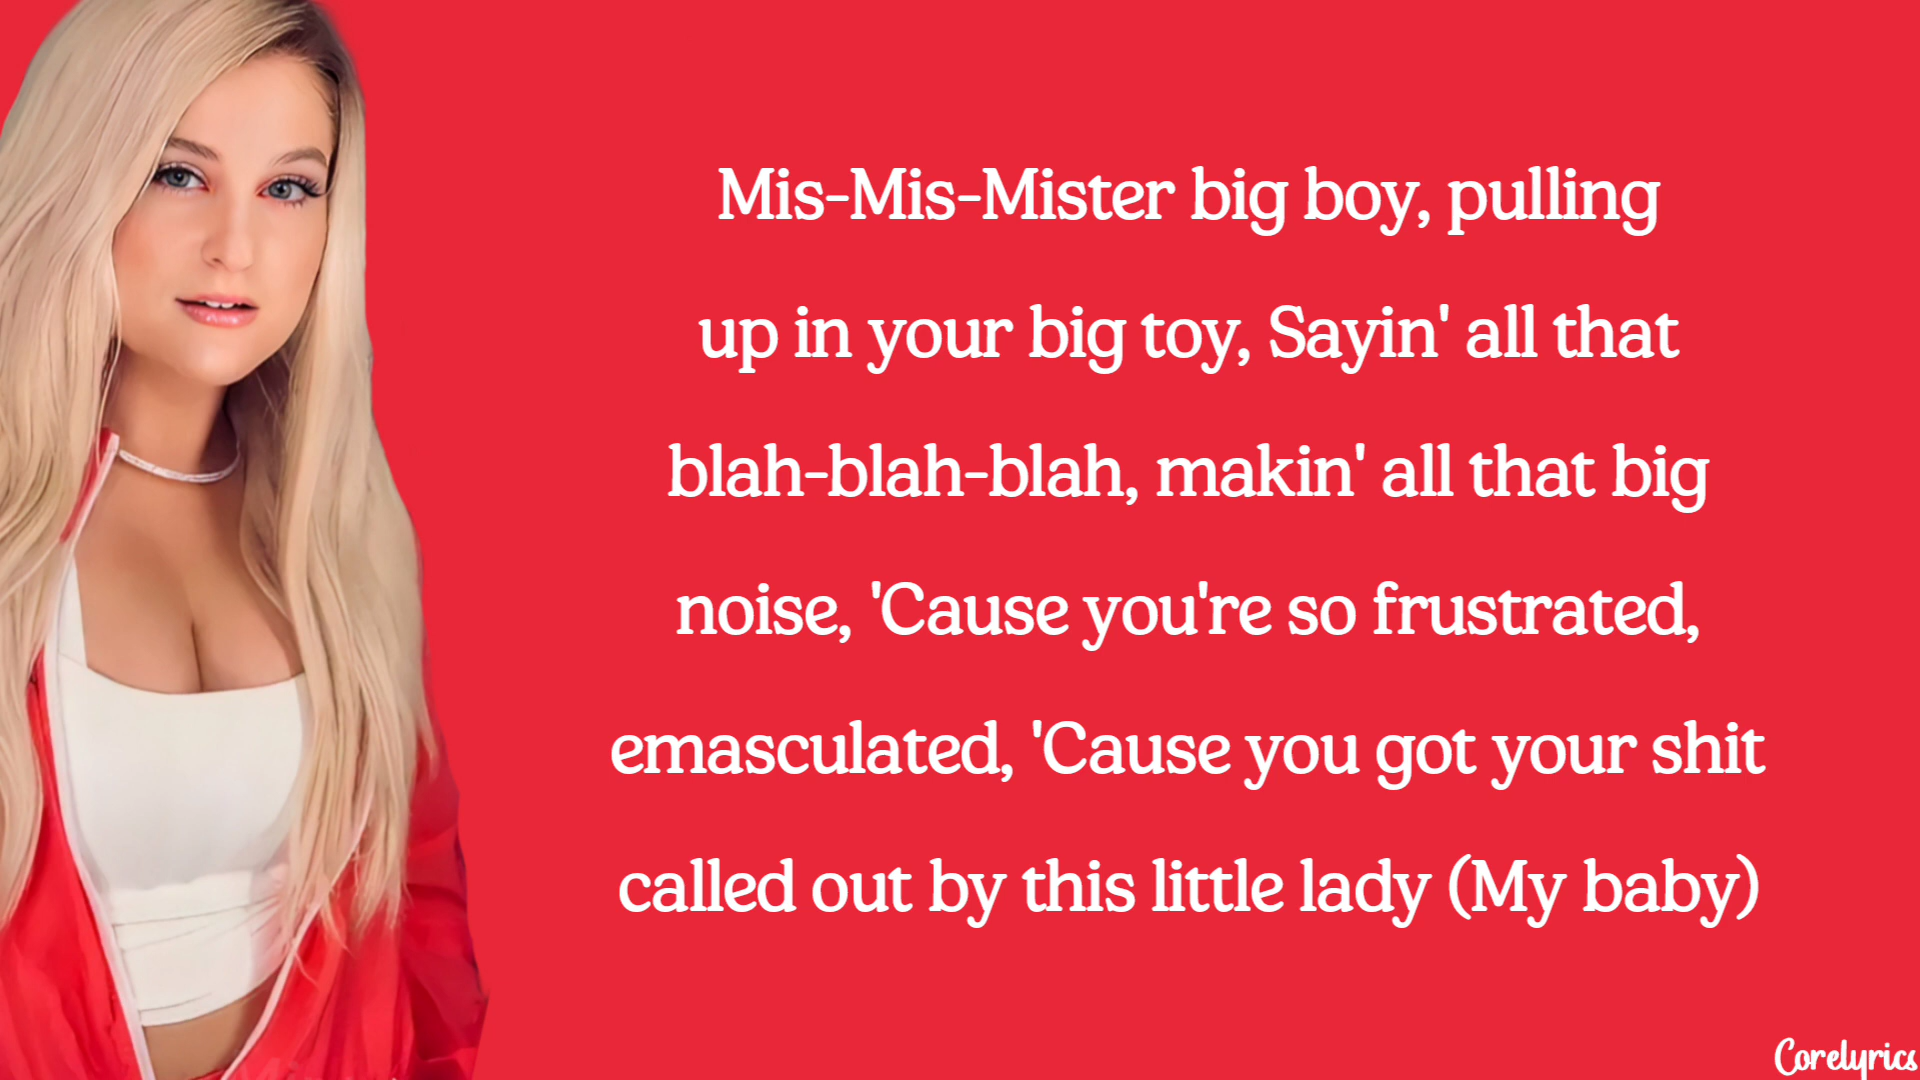 Mis-Mis-Mister big boy, pulling
up in your big toy, Sayin' all that
blah-blah-blah, makin' all that big
noise, 'Cause you're so frustrated,
emasculated, 'Cause you got your shit
called out by this little lady (My baby)
Corelyrics